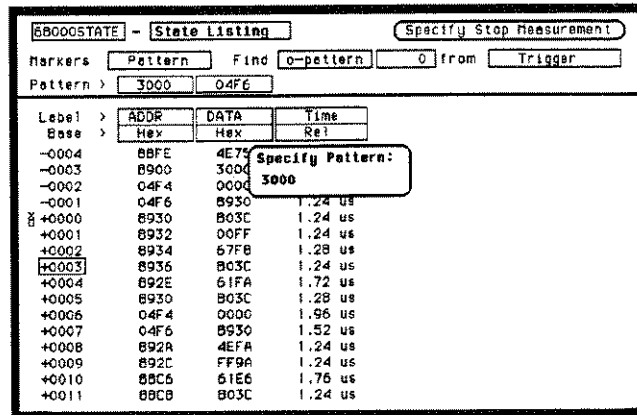 68000STATE - State Listing Specify Stop Measurement
Markers Pattern Find o-pattern 0 from Trigger
Pattern > 3000 04F6
Label > ADDR DATA Time
Base > Hex Hex Rel
-0004 88FE 4E75
Specify Pattern:
-0003 8900 300
3000
-0002 04F4 0000
-0001 04F6 8930 1.24 us
+0000 8930 B03C 1.24 us
+0001 8932 00FF 1.24 us
+0002 8934 67F8 1.28 us
+0003 8936 B03C 1.24 us
+0004 892E 61FA 1.72 us
+0005 8930 B03C 1.28 us
+0006 04F4 0000 1.96 us
+0007 04F6 8930 1.52 us
+0008 892A 4EFA 1.24 us
+0009 892C FF9A 1.24 us
+0010 88C6 61E6 1.76 us
+0011 88C8 B03C 1.24 us